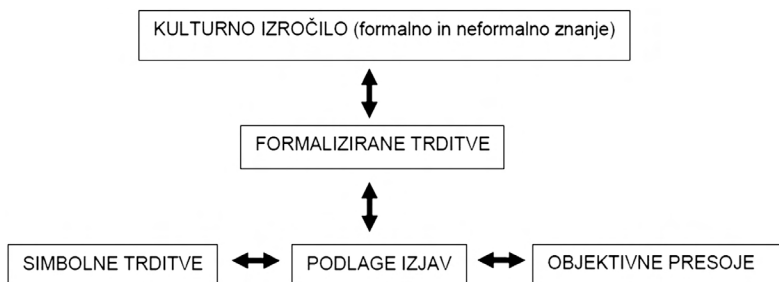 KULTURNO IZROČILO (formalno in neformalno znanje)
FORMALIZIRANE TRDITVE
SIMBOLNE TRDITVE
PODLAGE IZJAV
OBJEKTIVNE PRESOJE